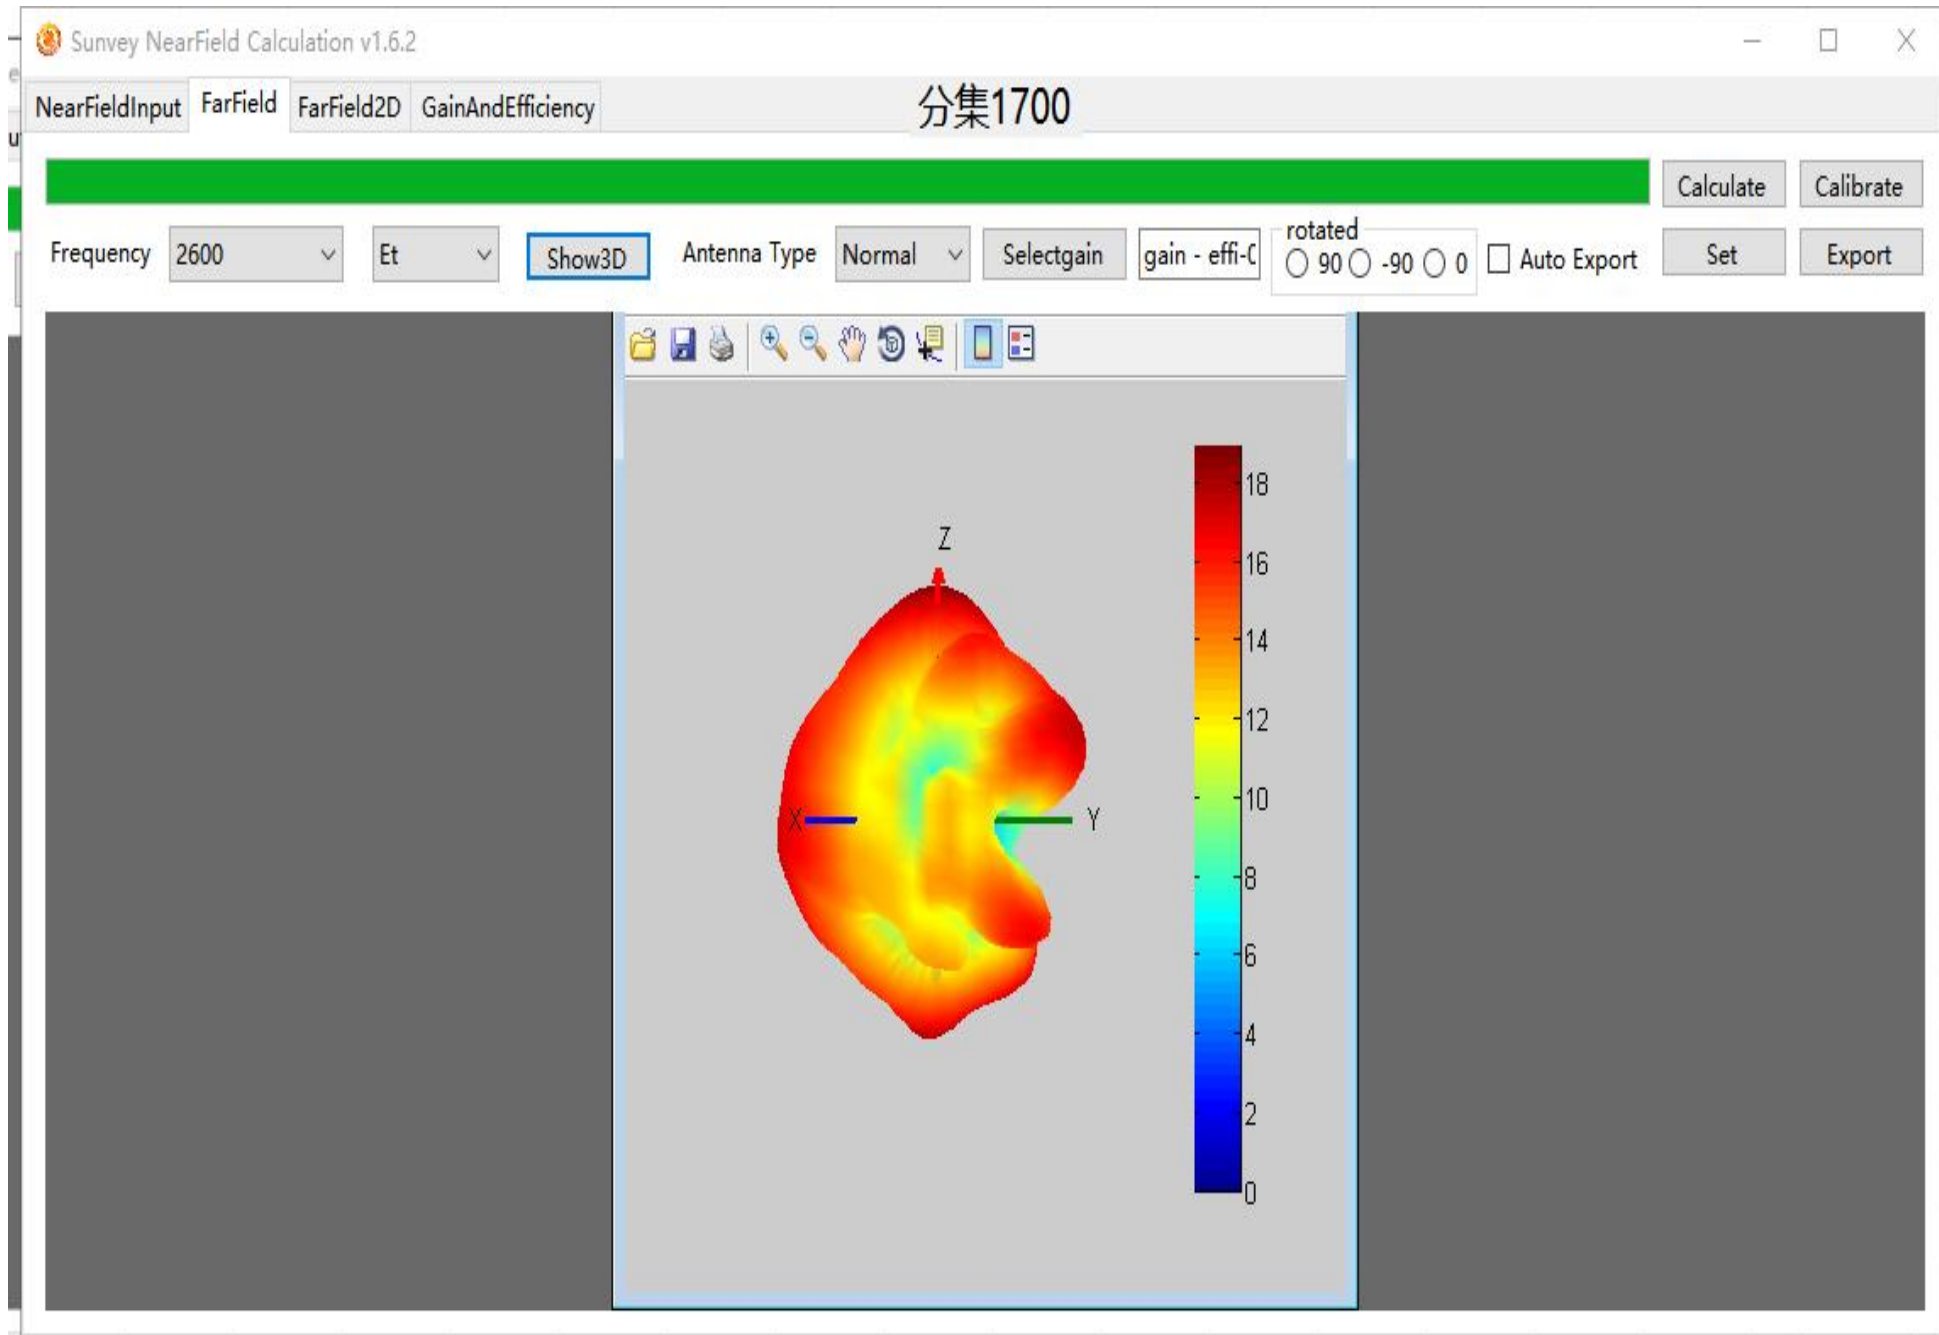 Sunvey NearField Calculation v1.6.2
NearFieldInput FarField FarField2D GainAndEfficiency 分集1700
Calculate Calibrate
Frequency 2600 Et Show3D Antenna Type Normal Selectgain gain - effi- rotated 90 -90 0 Auto Export Set Export
Z
X
Y
18
16
14
12
10
8
6
4
2
0